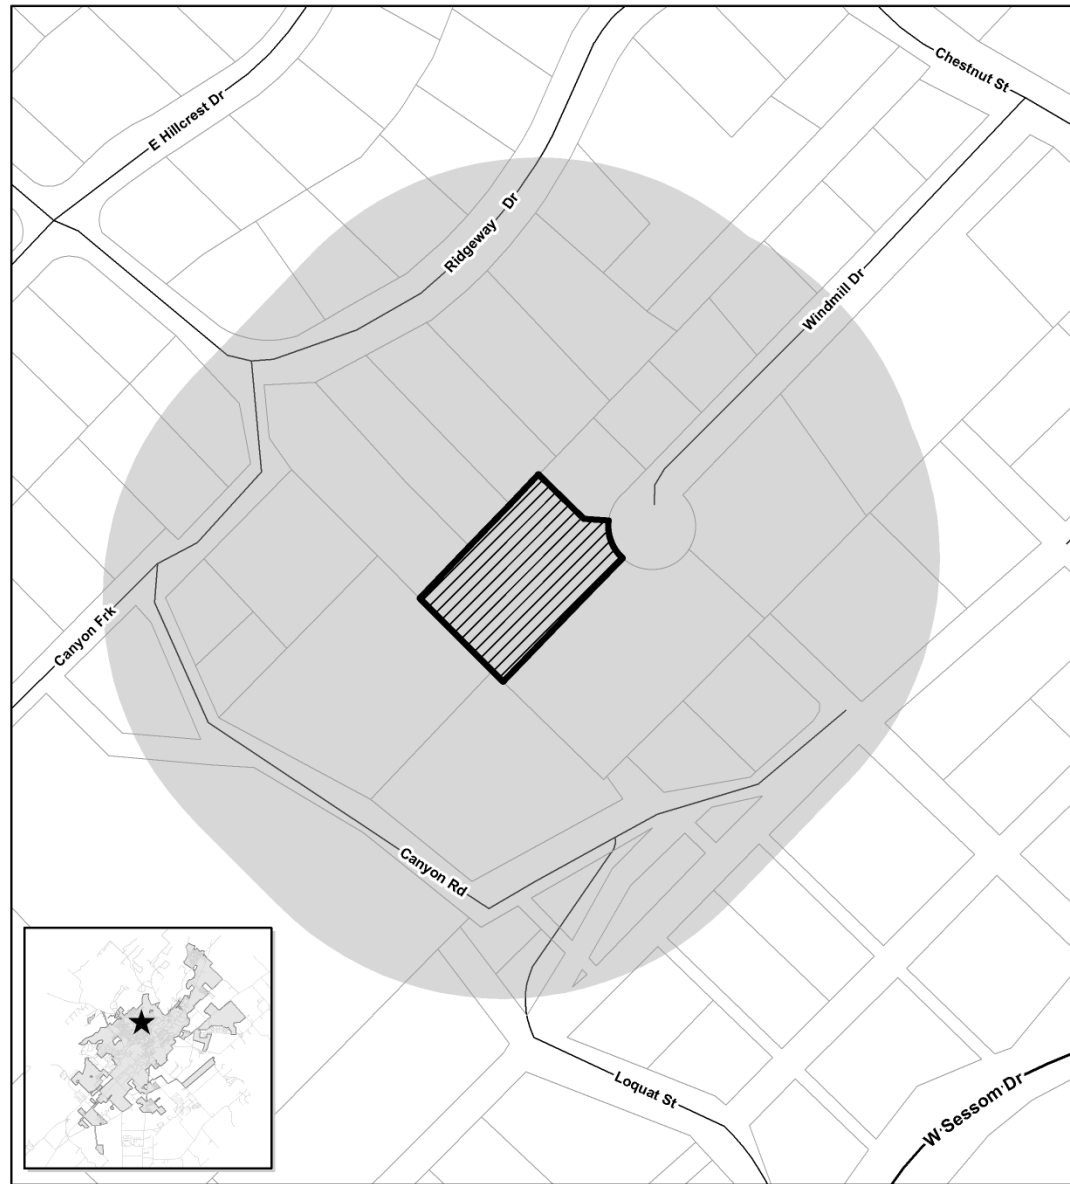 Chestnut St
E Hillcrest Dr
Ridgeway Dr
Windmill Dr
Canyon Frk
Canyon Rd
Loquat St
W Sessom Dr